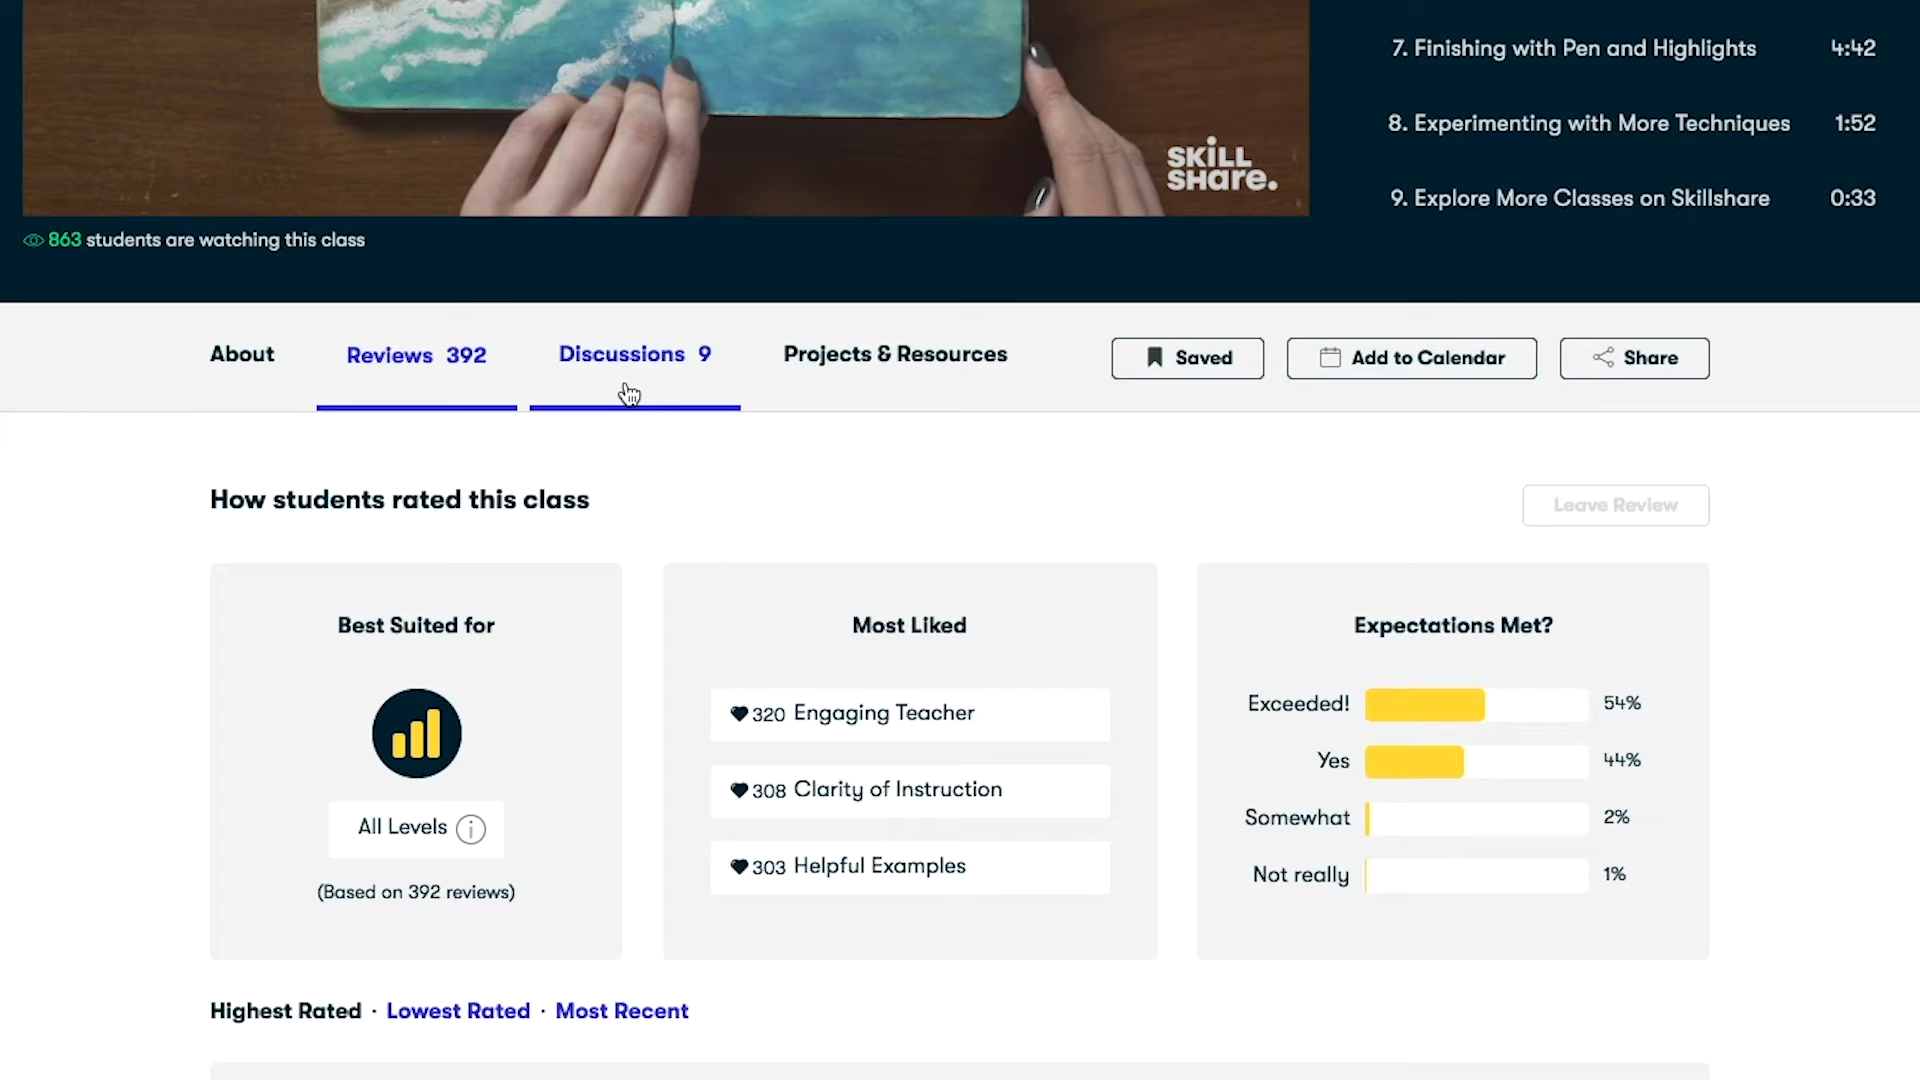 7. Finishing with Pen and Highlights 4:42
8. Experimenting with More Techniques 1:52
SKILL
SHare.
9. Explore More Classes on Skillshare 0:33
863 students are watching this class
About Reviews 392 Discussions 9 Projects & Resources Saved Add to Calendar Share
How students rated this class
Leave Review
Best Suited for
All Levels
(Based on 392 reviews)
Most Liked
320 Engaging Teacher
308 Clarity of Instruction
303 Helpful Examples
Expectations Met?
Exceeded! 54%
Yes 44%
Somewhat 2%
Not really 1%
Highest Rated · Lowest Rated · Most Recent